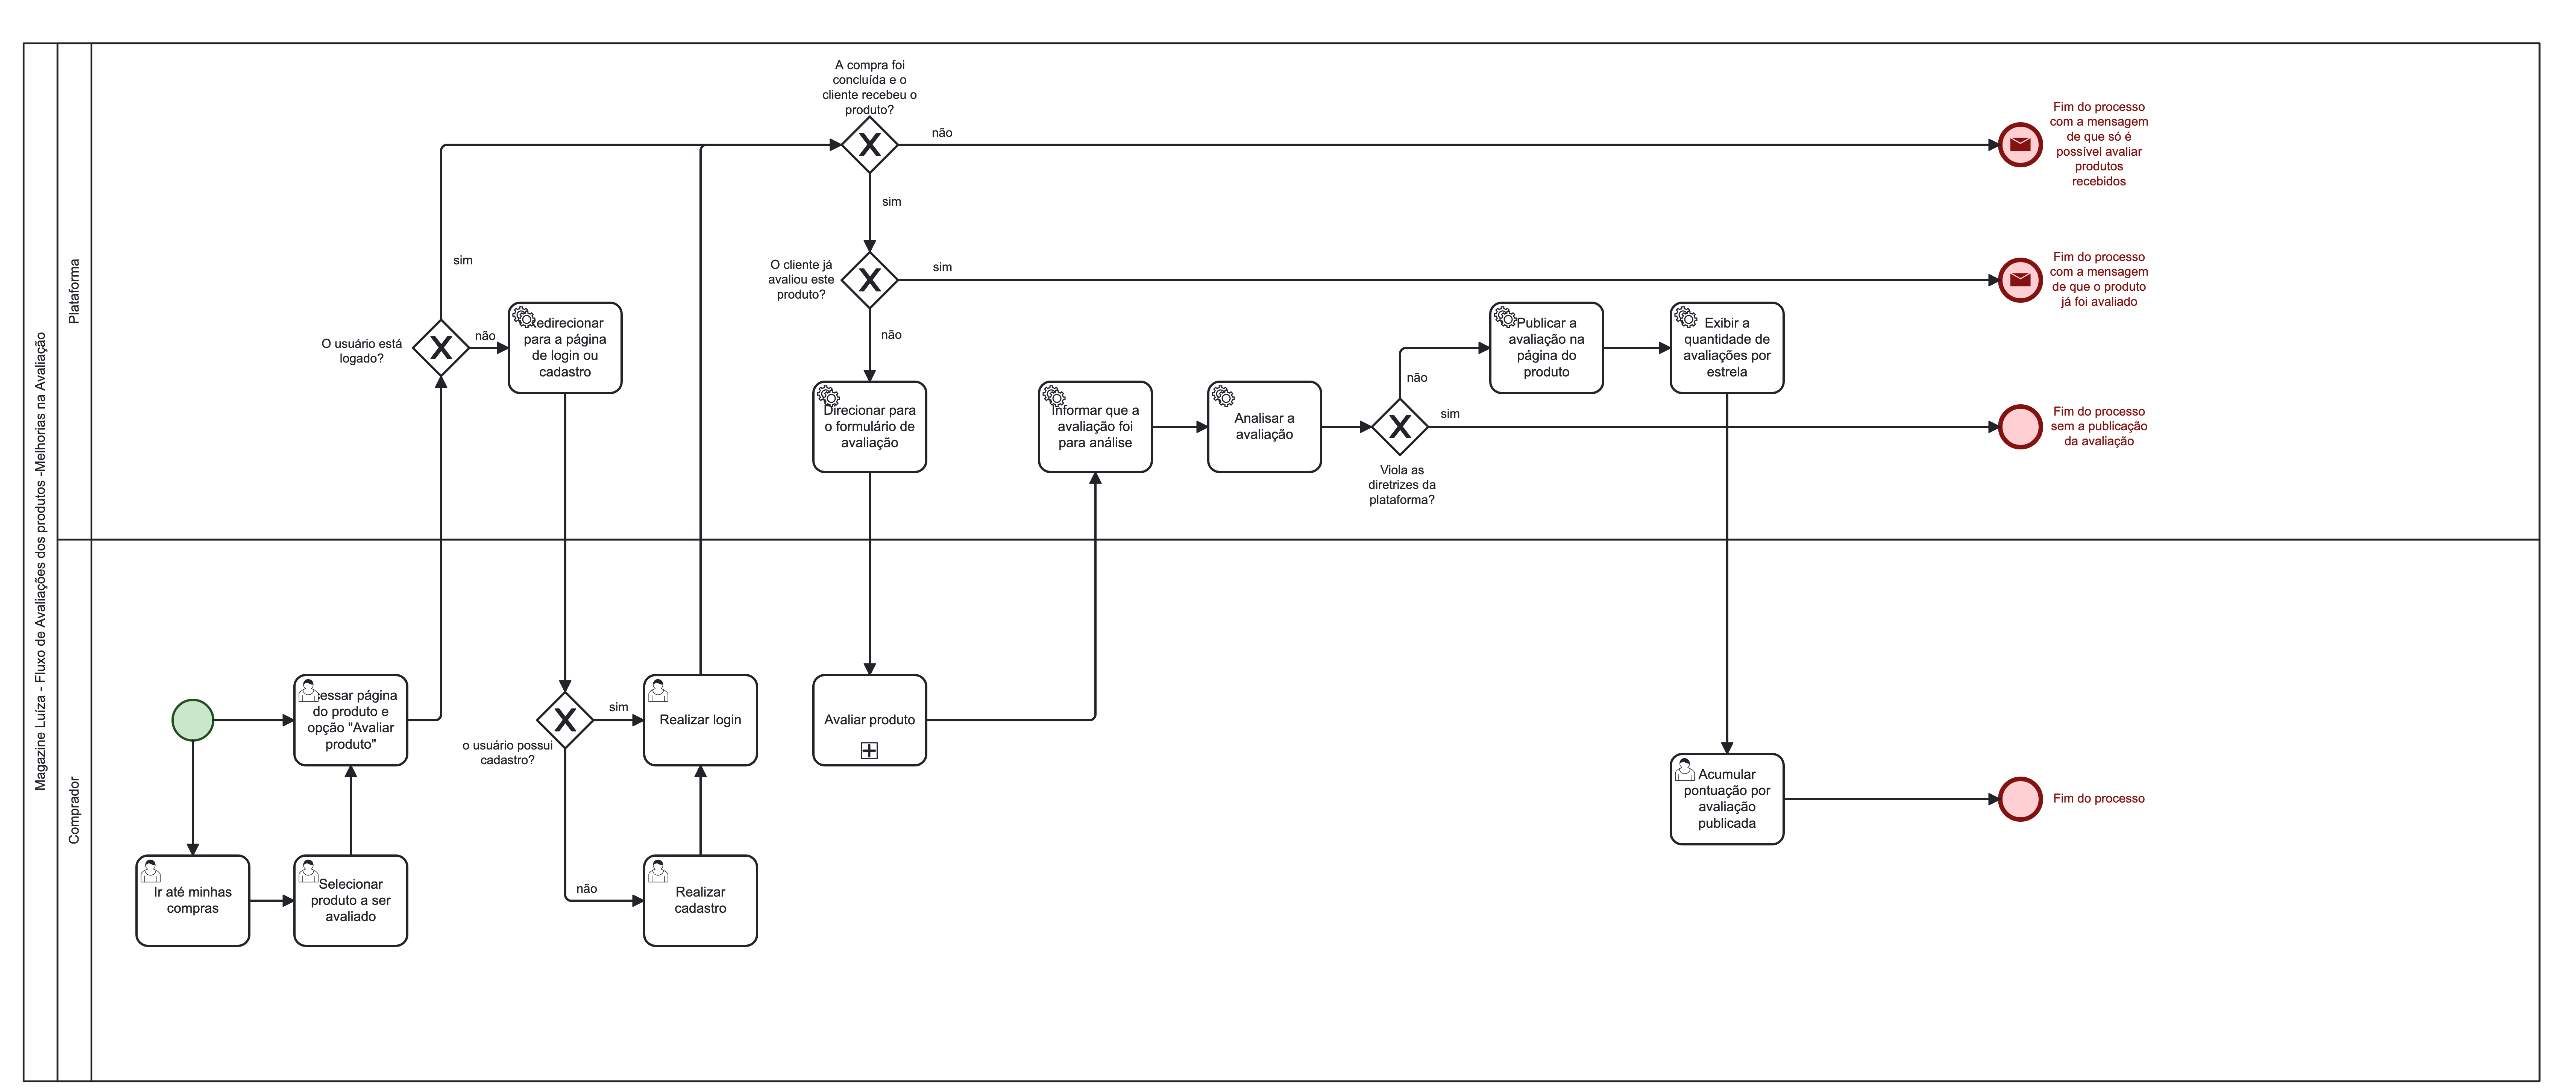 Magazine Luíza - Fluxo de Avaliações dos produtos -Melhorias na Avaliação
Plataforma
A compra foi
concluída e o
cliente recebeu o
produto?
não
Fim do processo
com a mensagem
de que só é
possível avaliar
produtos
recebidos
sim
O cliente já
avaliou este
produto?
sim
Fim do processo
com a mensagem
de que o produto
já foi avaliado
sim
não
O usuário está
logado?
não
Redirecionar
para a página
de login ou
cadastro
Direcionar para
o formulário de
avaliação
Informar que a
avaliação foi
para análise
Analisar a
avaliação
Viola as
diretrizes da
plataforma?
não
sim
Publicar a
avaliação na
página do
produto
Exibir a
quantidade de
avaliações por
estrela
Fim do processo
sem a publicação
da avaliação
Comprador
página
do produto e
opção "Avaliar
produto"
Ir até minhas
compras
Selecionar
produto a ser
avaliado
o usuário possui
cadastro?
sim
não
Realizar login
Realizar
cadastro
Avaliar produto
Acumular
pontuação por
avaliação
publicada
Fim do processo